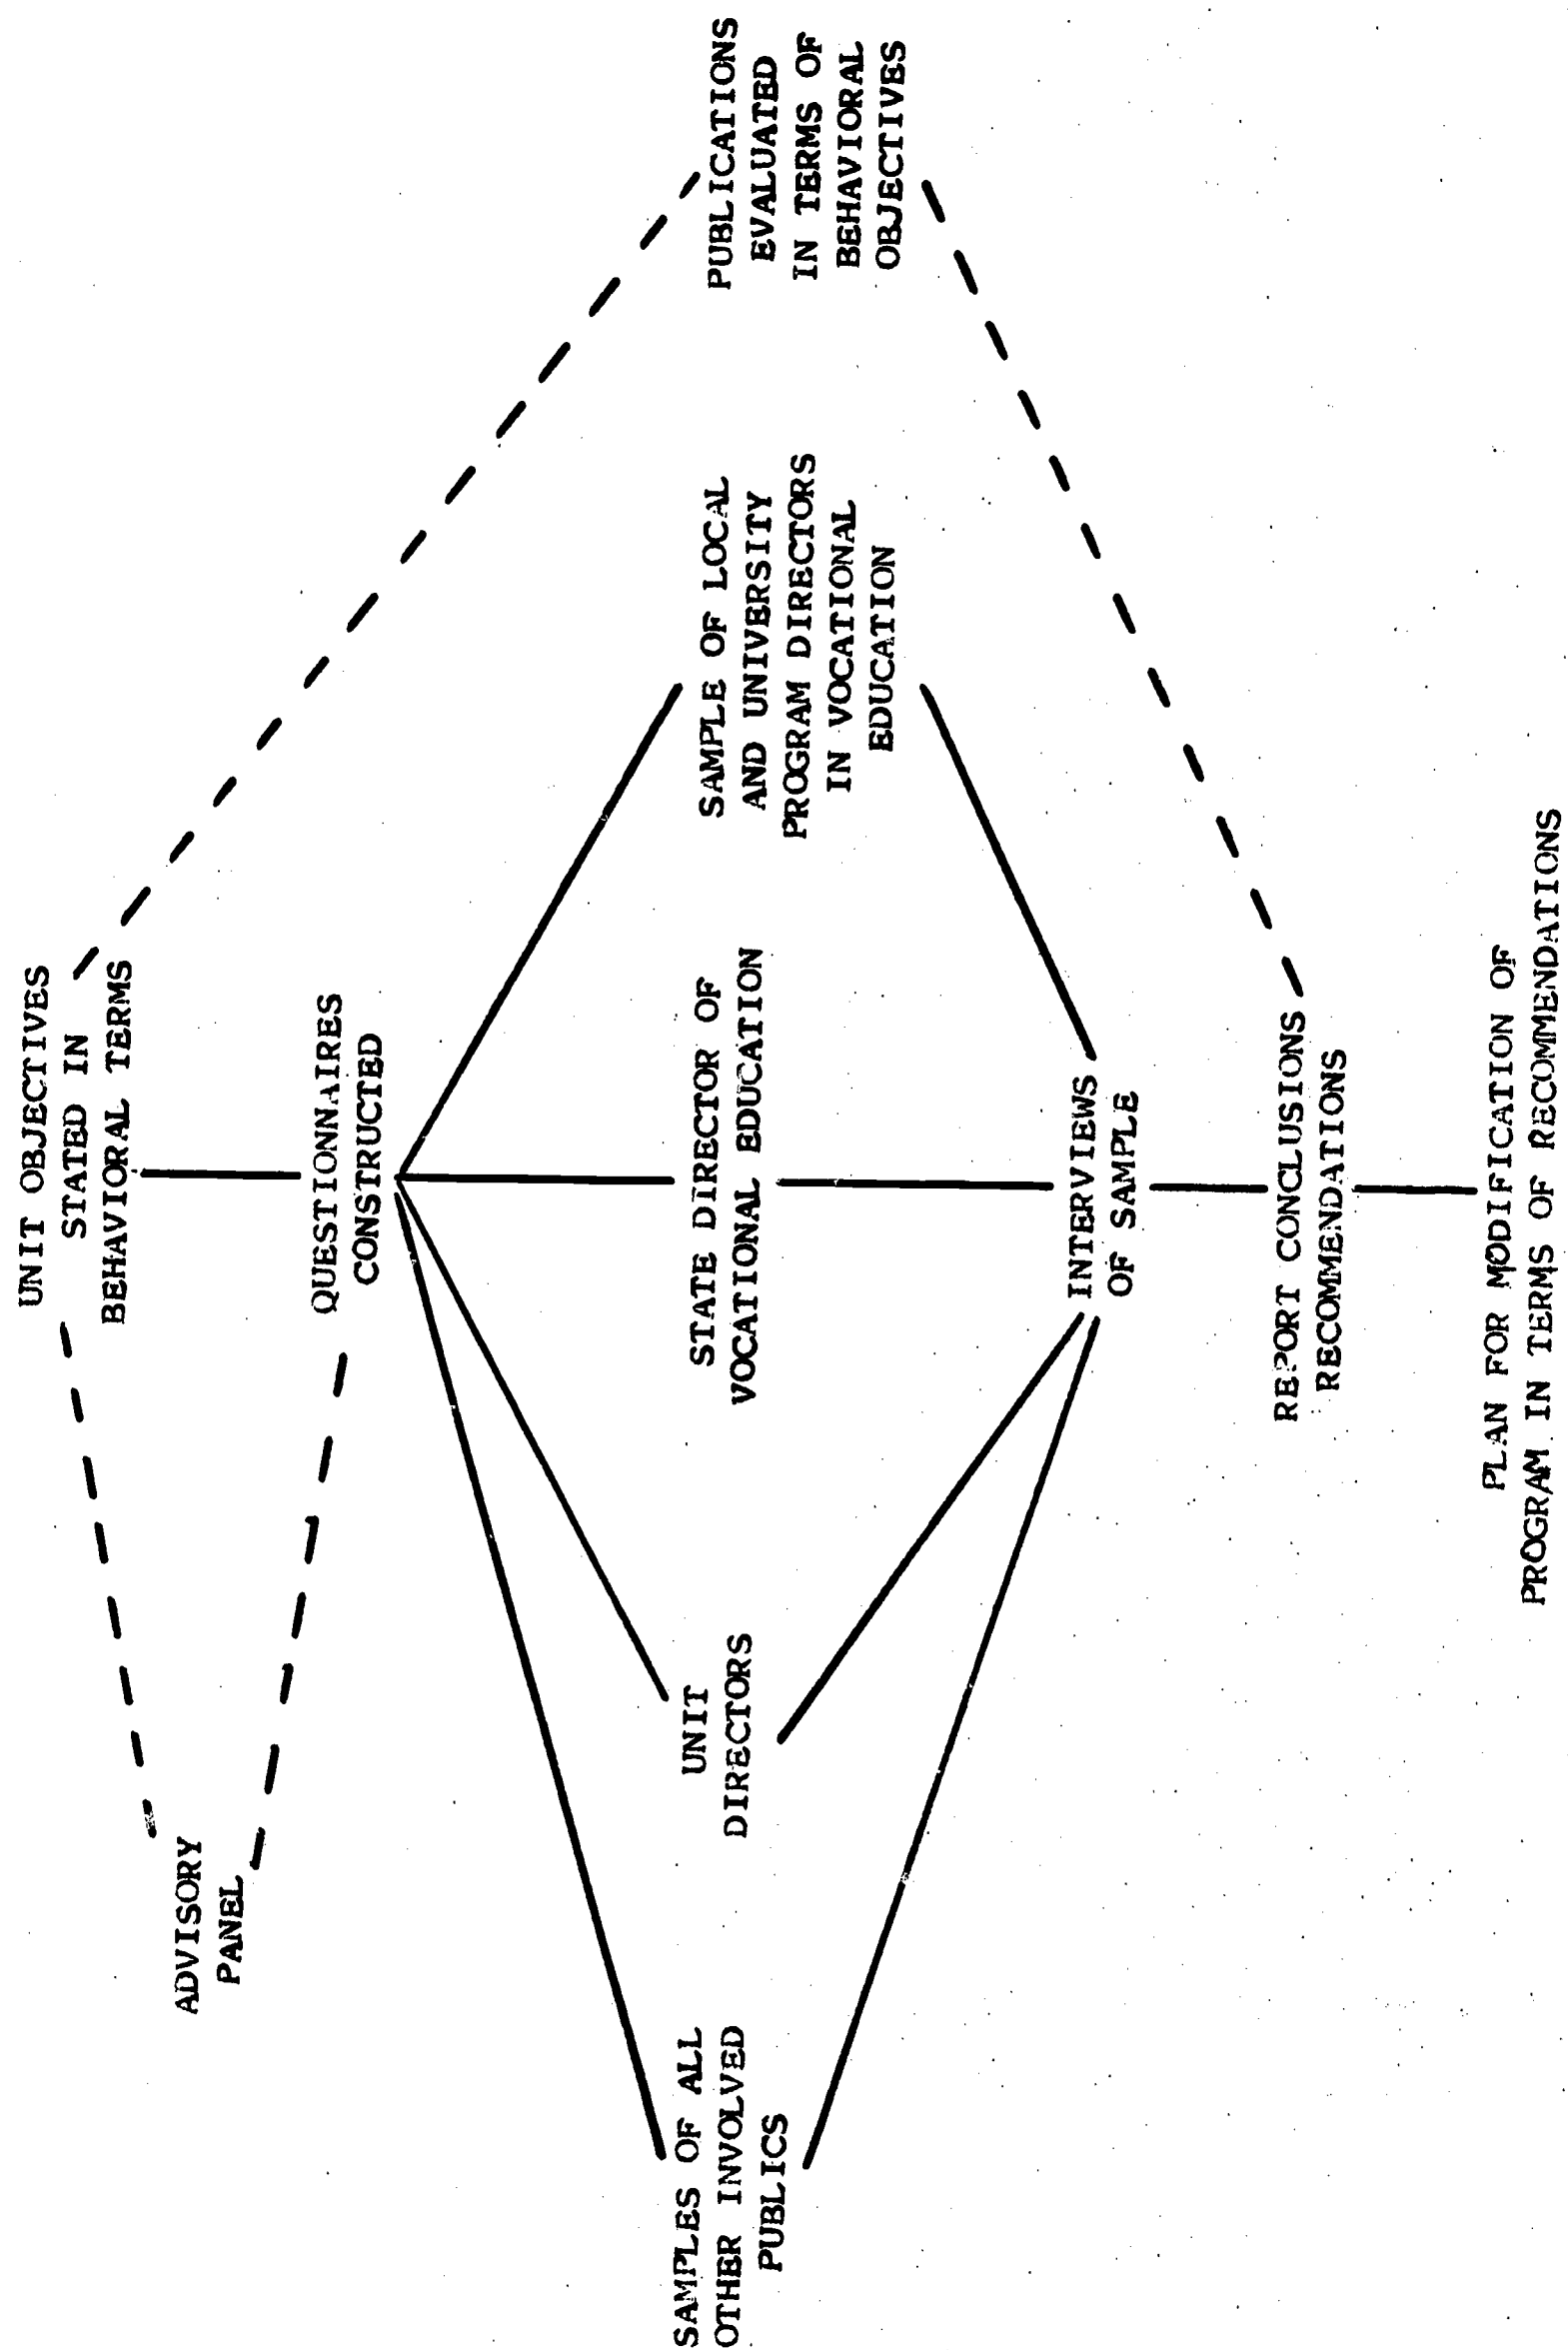 UNIT OBJECTIVES
STATED IN
BEHAVIORAL TERMS
ADVISORY
PANEL
QUESTIONNAIRES
CONSTRUCTED
SAMPLES OF ALL
OTHER INVOLVED
PUBLICS
UNIT
DIRECTORS
STATE DIRECTOR OF
VOCATIONAL EDUCATION
SAMPLE OF LOCAL
AND UNIVERSITY
PROGRAM DIRECTORS
IN VOCATIONAL
EDUCATION
PUBLICATIONS
EVALUATED
IN TERMS OF
BEHAVIORAL
OBJECTIVES
INTERVIEWS
OF SAMPLE
REPORT CONCLUSIONS
RECOMMENDATIONS
PLAN FOR MODIFICATION OF
PROGRAM IN TERMS OF RECOMMENDATIONS